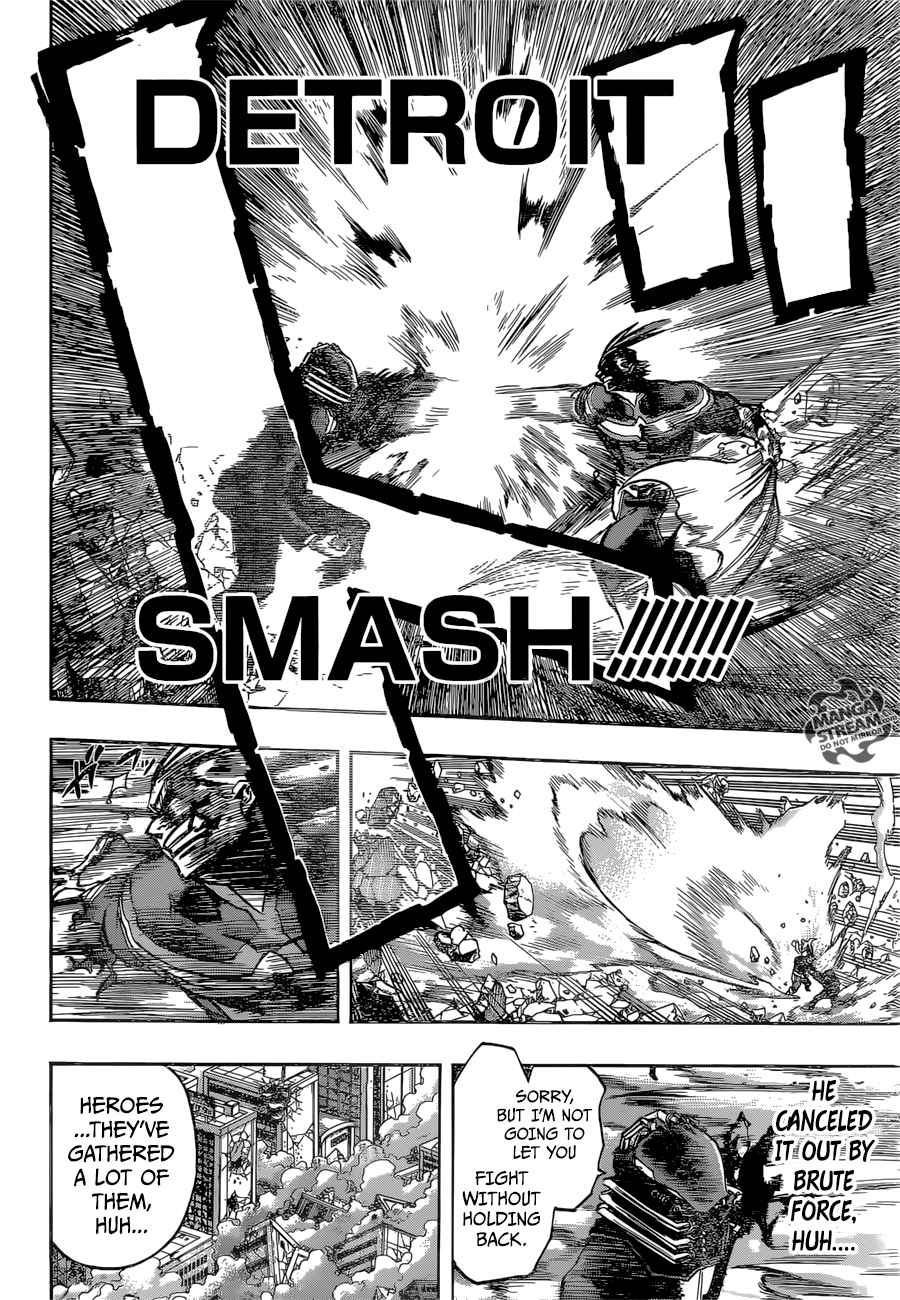 DETROIT
SMASH!!!!!!!!
MANGA
STREAM
DO NOT MIRROR
HE
CANCELED
IT OUT BY
BRUTE
FORCE,
HUH....
SORRY,
BUT I'M NOT
GOING TO
LET YOU
FIGHT
WITHOUT
HOLDING
BACK.
HEROES
...THEY'VE
GATHERED
A LOT OF
THEM,
HUH...